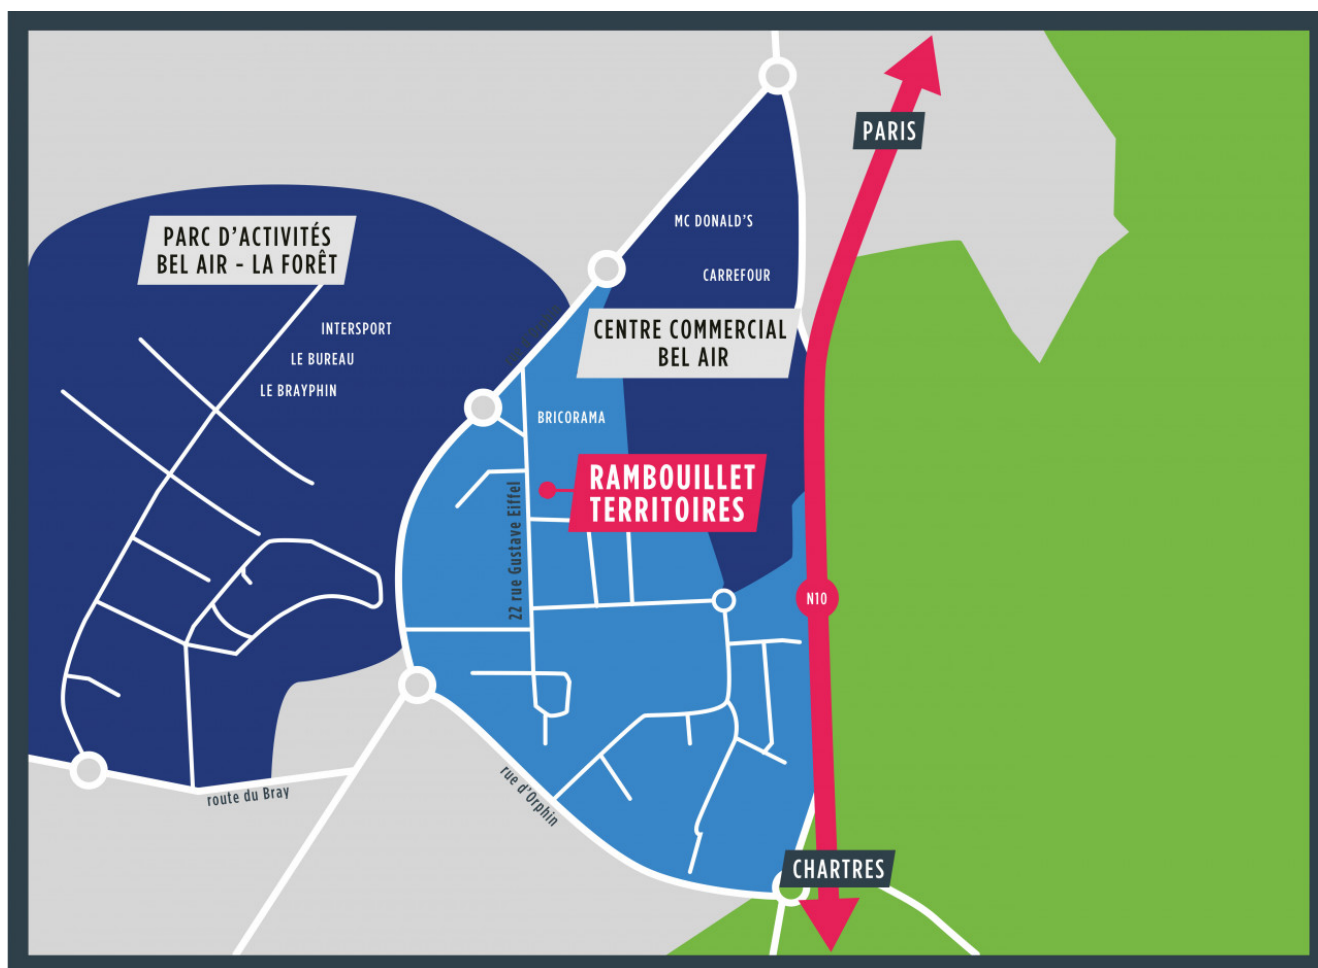 PARIS
MC DONALD'S
PARC D'ACTIVITÉS
BEL AIR - LA FORÊT
CARREFOUR
INTERSPORT
CENTRE COMMERCIAL
BEL AIR
LE BUREAU
LE BRAYPHIN
BRICORAMA
RAMBOUILLET
TERRITOIRES
22 rue Gustave Eiffel
N10
route du Bray
rue d'Orphin
CHARTRES